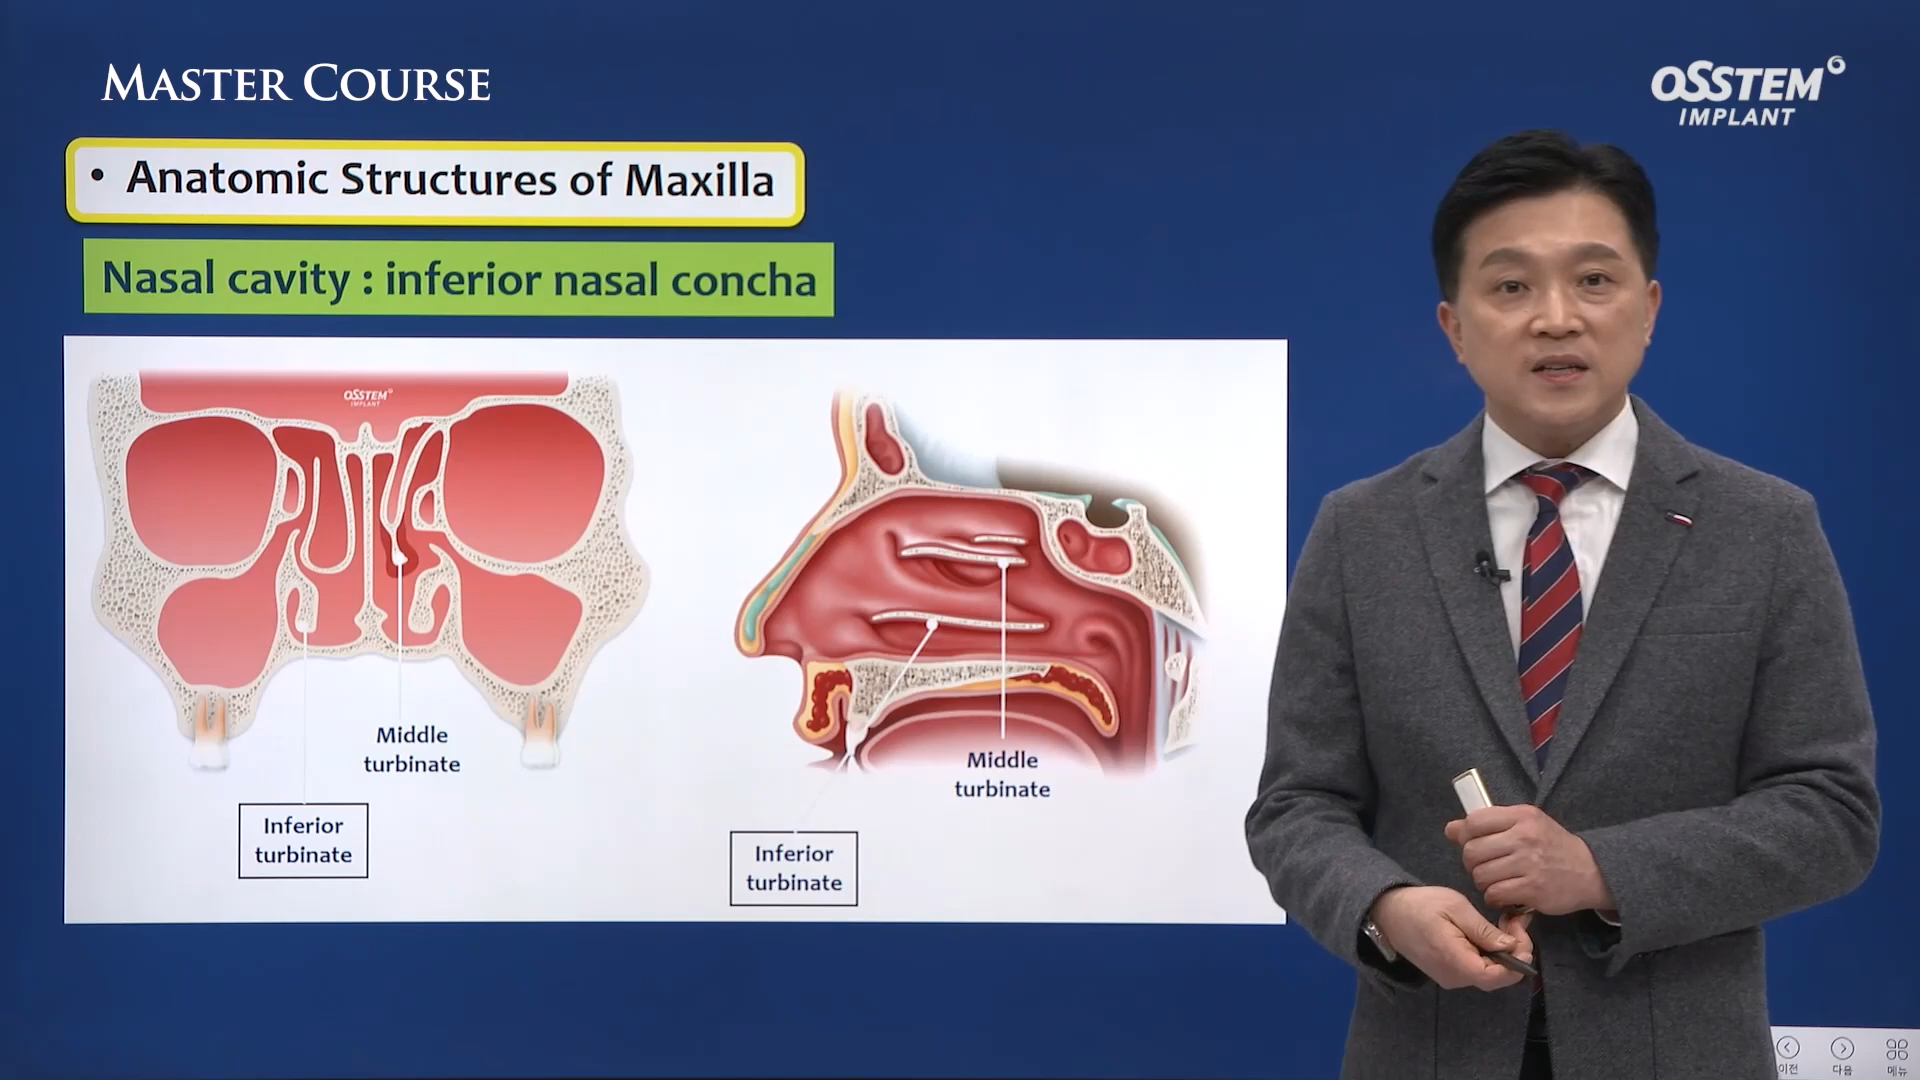 MASTER COURSE
OSSTEM
IMPLANT
• Anatomic Structures of Maxilla
Nasal cavity : inferior nasal concha
OSSTEM
IMPLANT
Middle
turbinate
Inferior
turbinate
Middle
turbinate
Inferior
turbinate
이전 다음 메뉴